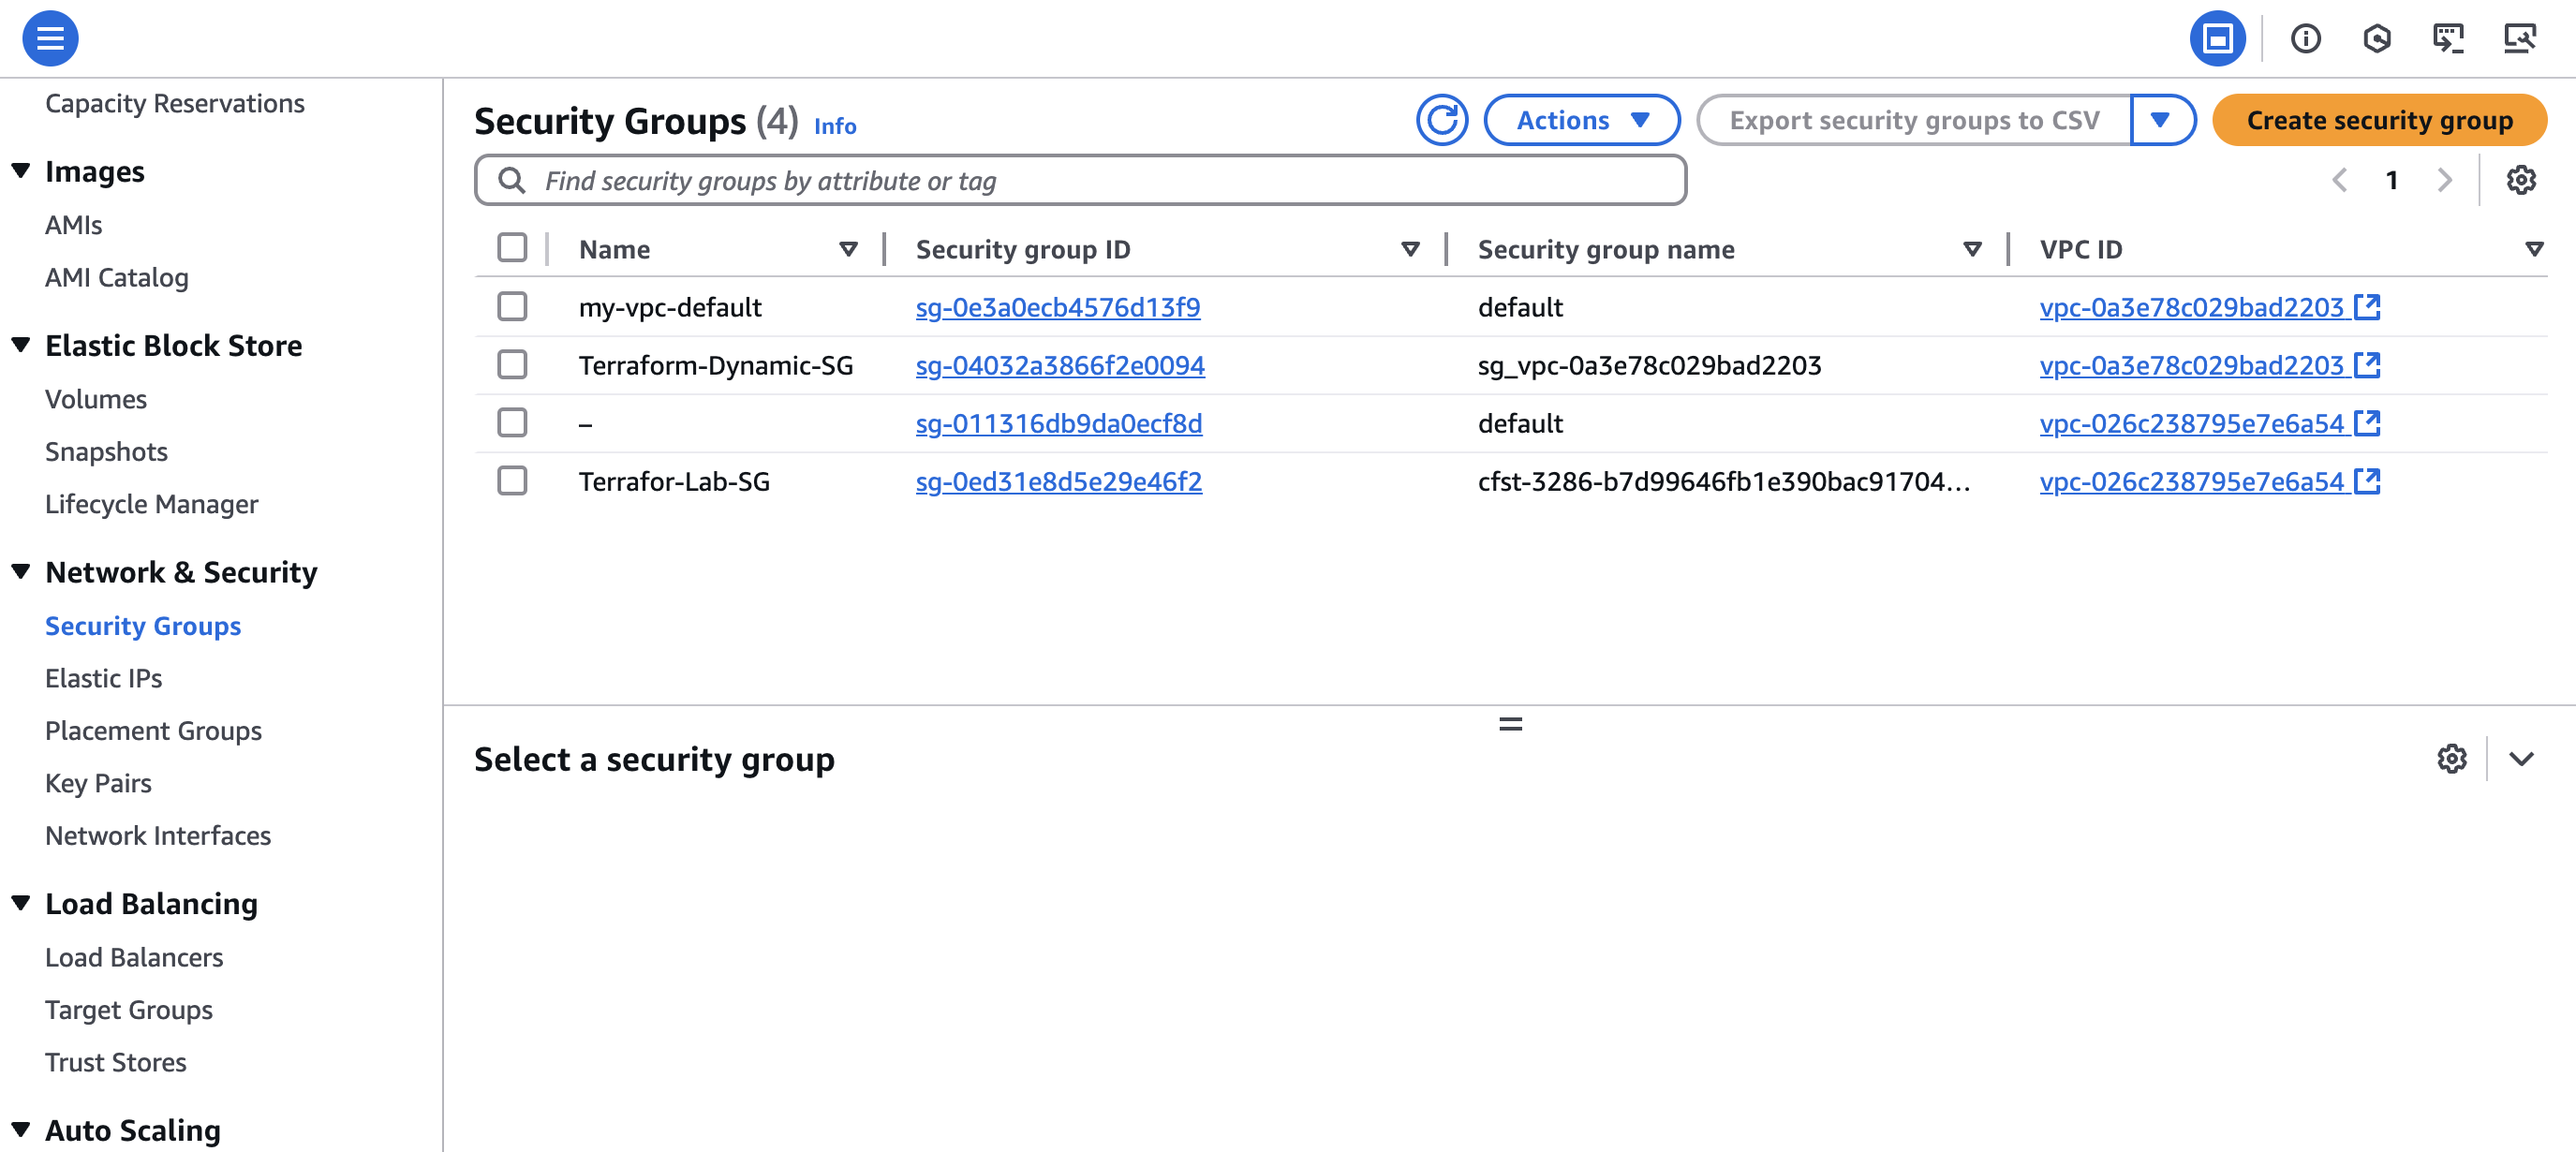 Capacity Reservations
Images
AMIs
AMI Catalog
Elastic Block Store
Volumes
Snapshots
Lifecycle Manager
Network & Security
Security Groups
Elastic IPs
Placement Groups
Key Pairs
Network Interfaces
Load Balancing
Load Balancers
Target Groups
Trust Stores
Auto Scaling
Security Groups (4) Info
Actions
Export security groups to CSV
Create security group
Find security groups by attribute or tag
1
Name Security group ID Security group name VPC ID
my-vpc-default sg-0e3a0ecb4576d13f9 default vpc-0a3e78c029bad2203
Terraform-Dynamic-SG sg-04032a3866f2e0094 sg_vpc-0a3e78c029bad2203 vpc-0a3e78c029bad2203
– sg-011316db9da0ecf8d default vpc-026c238795e7e6a54
Terrafor-Lab-SG sg-0ed31e8d5e29e46f2 cfst-3286-b7d99646fb1e390bac91704... vpc-026c238795e7e6a54
Select a security group